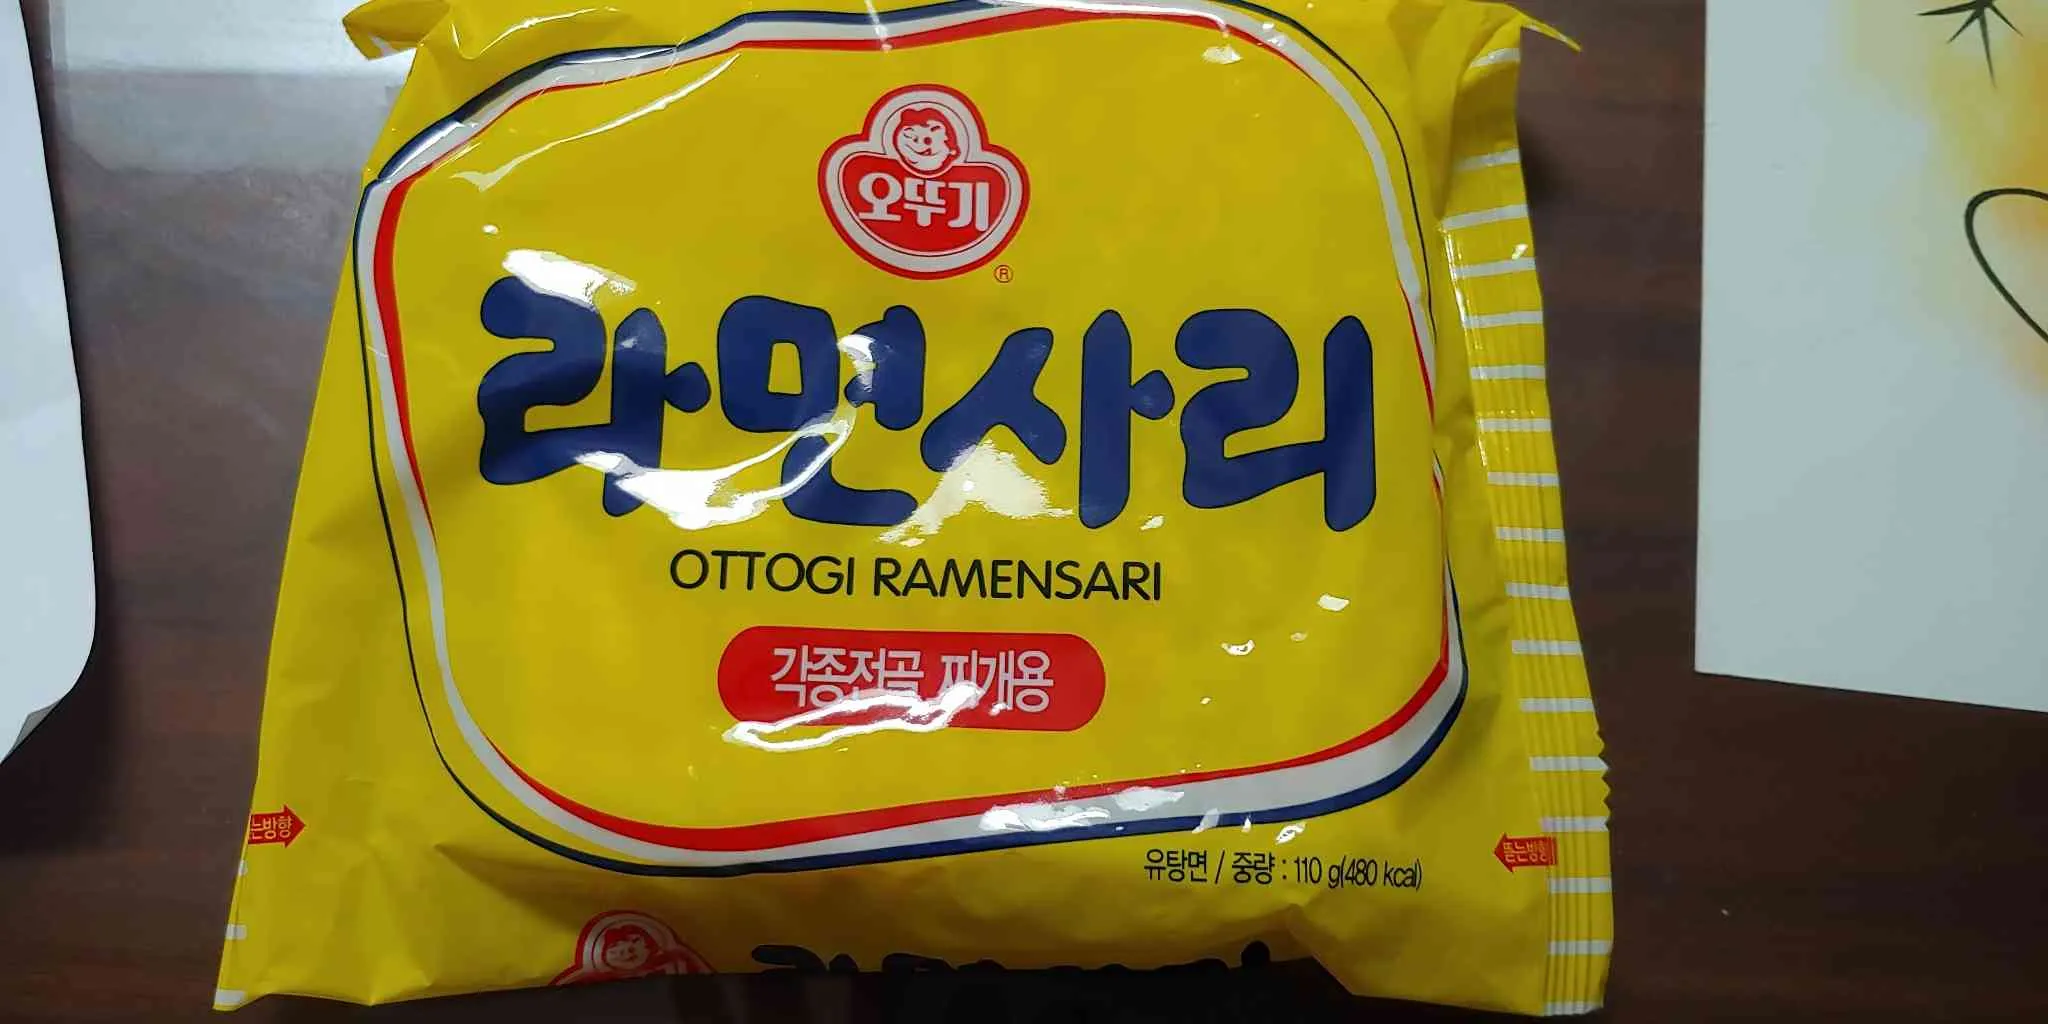 오뚜기
®
라면사리
OTTOGI RAMENSARI
각종전골 찌개용
는방향
뜯는방향
유탕면 / 중량 : 110 g(480 kcal)